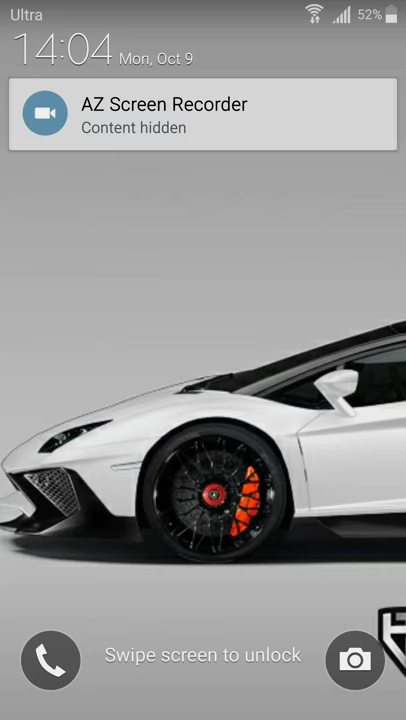 Ultra
52%
14:04 Mon, Oct 9
AZ Screen Recorder
Content hidden
Swipe screen to unlock